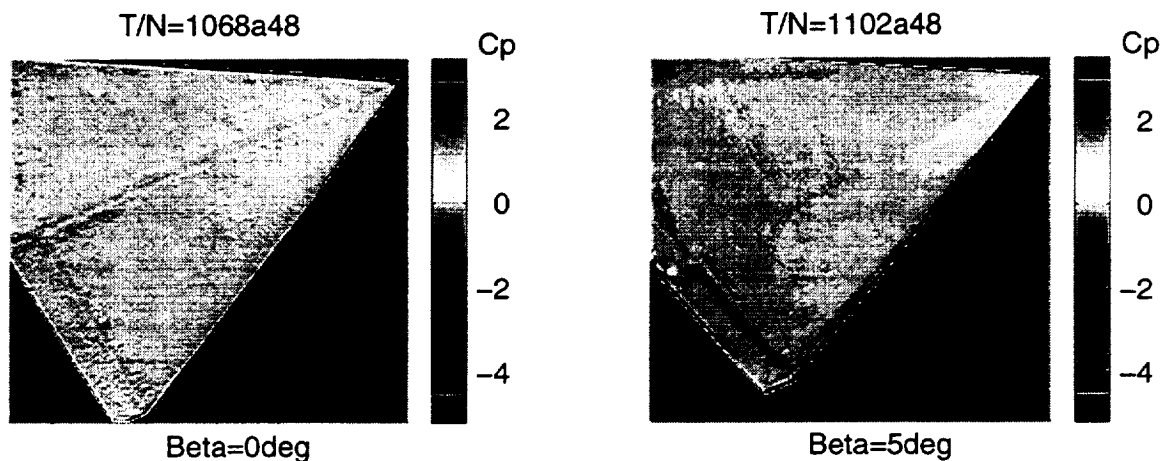 T/N=1068a48
Cp
2
0
−2
−4
Beta=0deg
T/N=1102a48
Cp
2
0
−2
−4
Beta=5deg